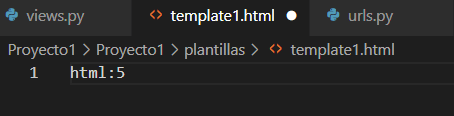 views.py <> template1.html urls.py
Proyecto1 > Proyecto1 > plantillas > <> template1.html
1 html:5